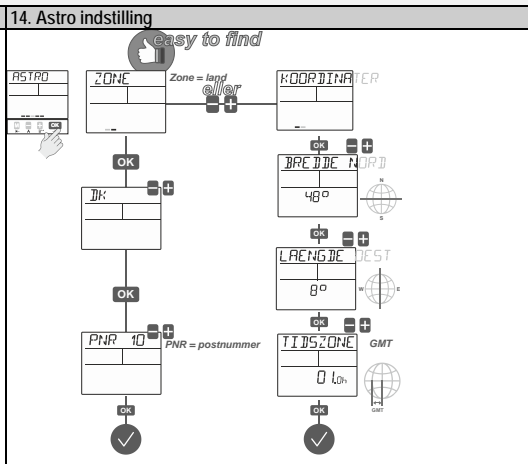 14. Astro indstilling
easy to find
ASTRO
OK
ZONE
Zone = land
eller
- +
KOORDINATER
OK
DK
- +
OK
PNR 10
- +
PNR = postnummer
OK
OK
- +
BREDDE NORD
48°
N
S
OK
- +
LAENGDE OEST
8°
W
E
OK
- +
TIDSZONE
GMT
01.0h
GMT
OK